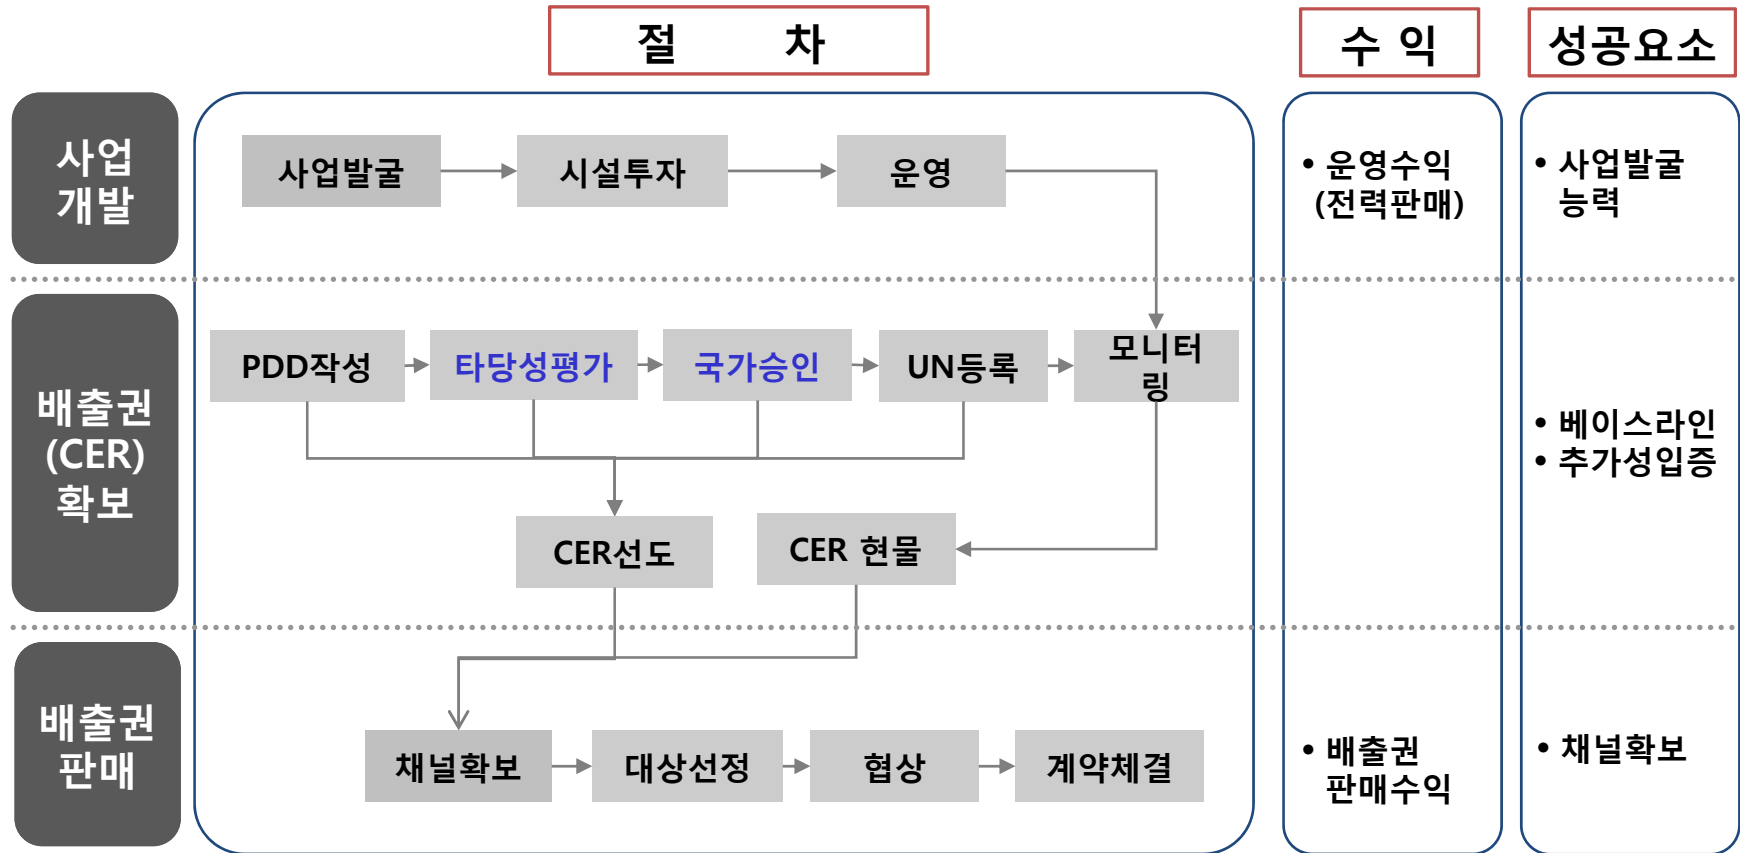 절 차
수 익
성공요소
사업
개발
사업발굴
시설투자
운영
• 운영수익
(전력판매)
• 사업발굴
능력
배출권
(CER)
확보
PDD작성
타당성평가
국가승인
UN등록
모니터
링
CER선도
CER 현물
• 베이스라인
• 추가성입증
배출권
판매
채널확보
대상선정
협상
계약체결
• 배출권
판매수익
• 채널확보